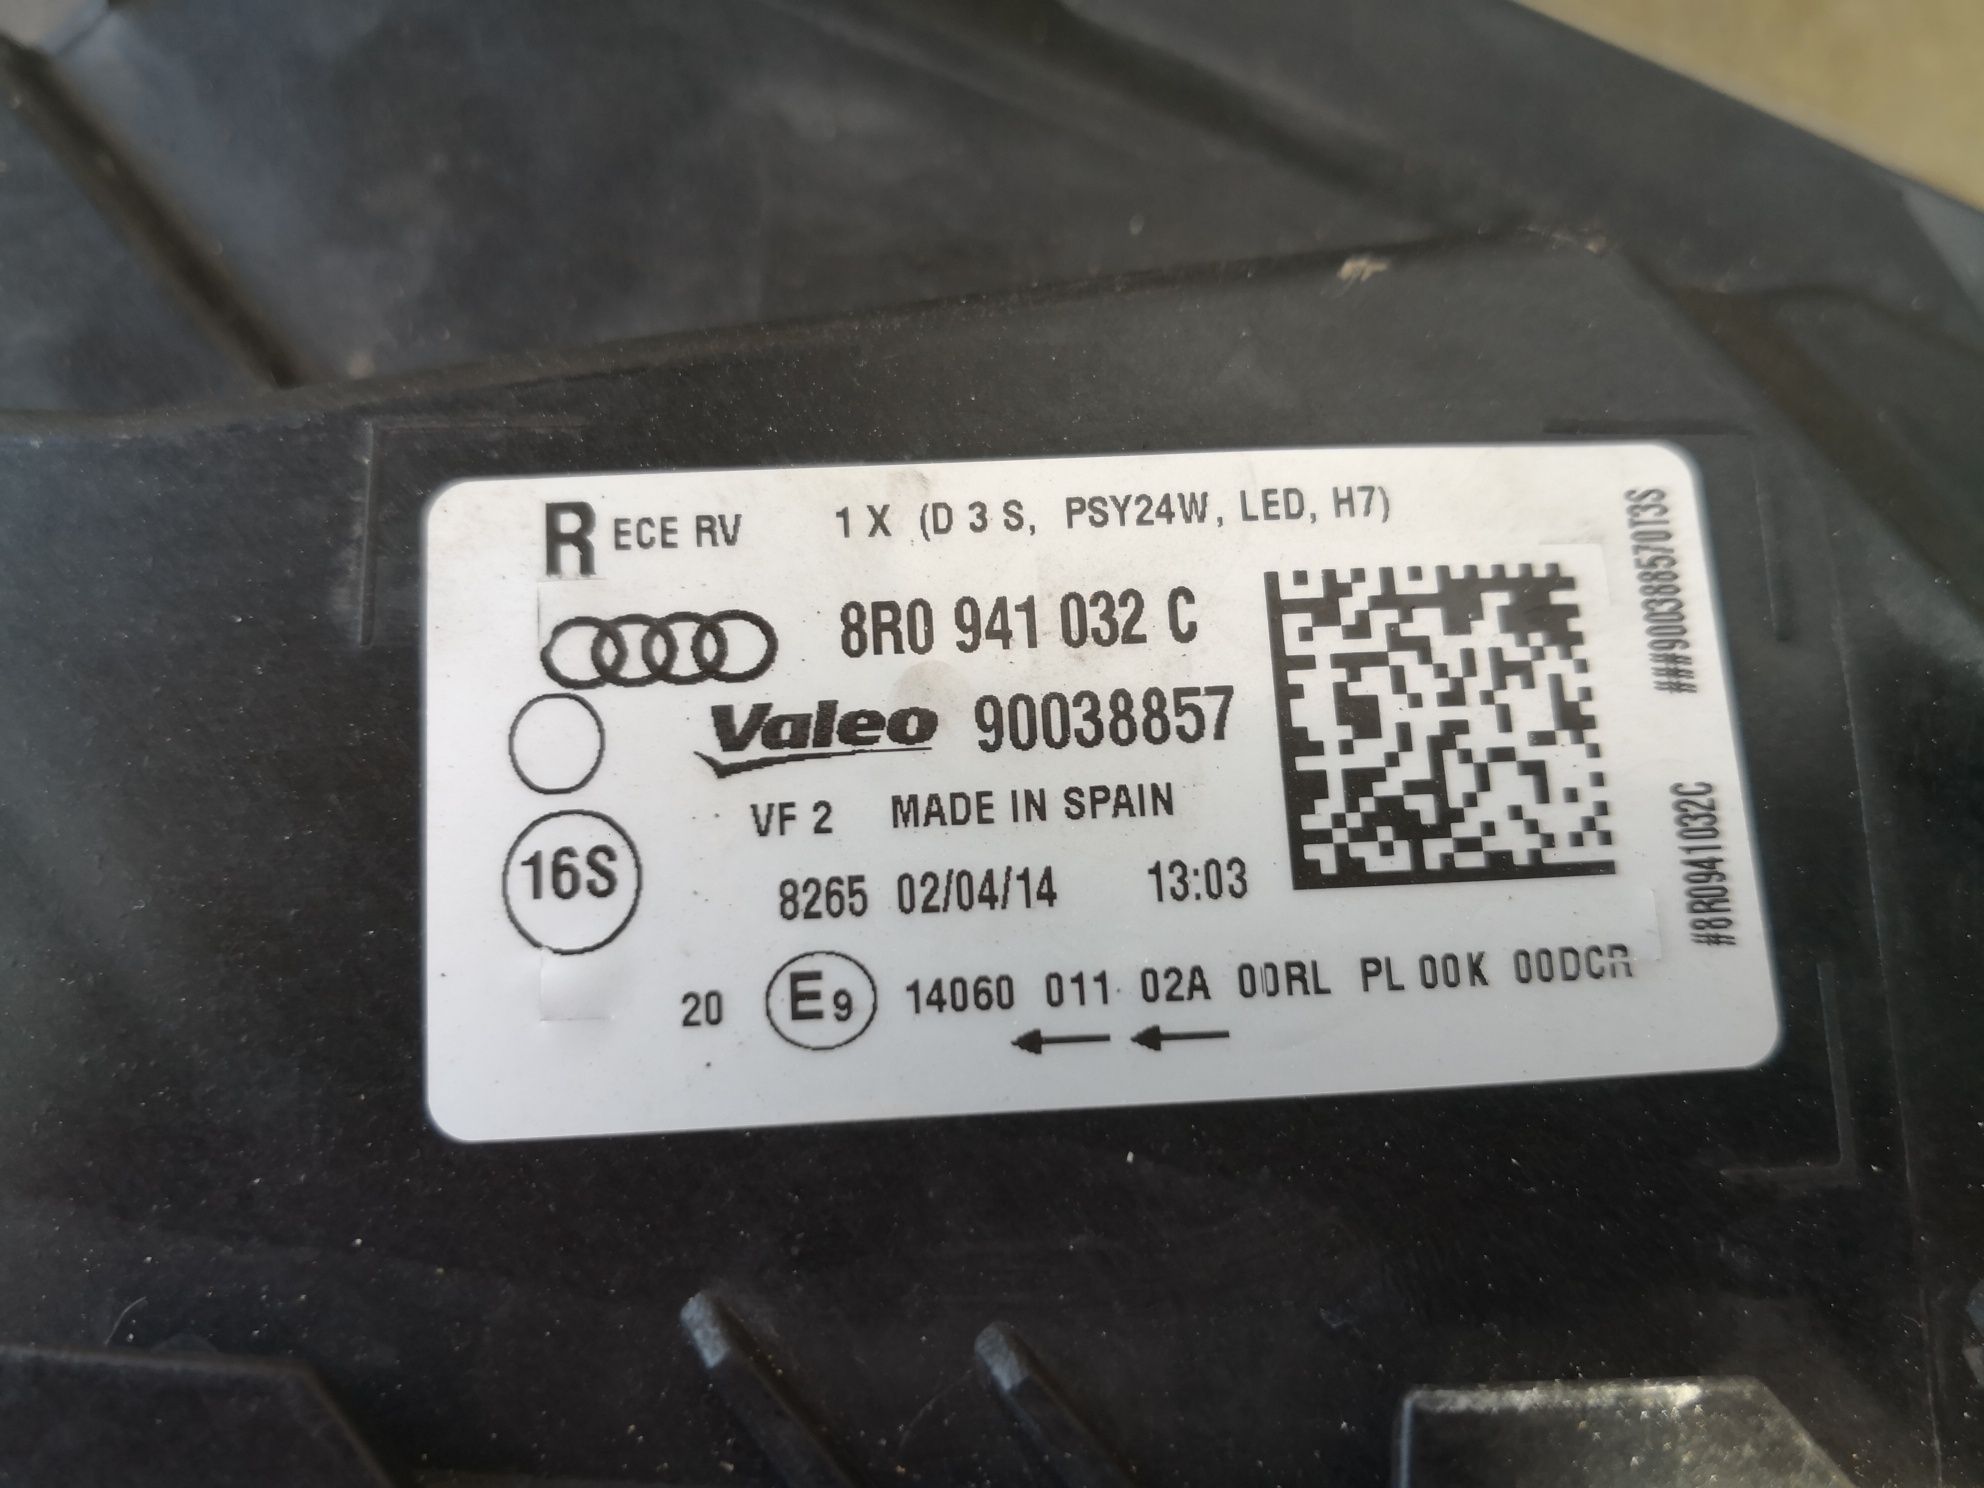 R ECE RV 1 X (D 3 S, PSY24W, LED, H7)
8R0 941 032 C
Valeo 90038857
VF 2 MADE IN SPAIN
16S
8265 02/04/14 13:03
20 E9 14060 011 02A 00RL PL 00K 00DCR
###900388570T3S
#8R0941032C